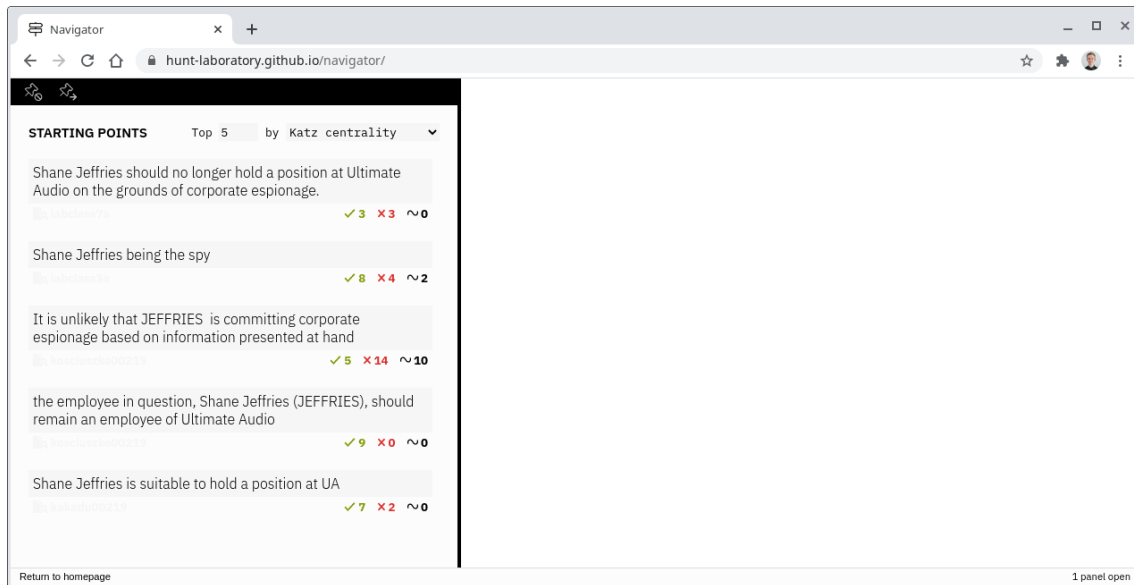 Navigator
hunt-laboratory.github.io/navigator/
STARTING POINTS Top 5 by Katz centrality
Shane Jeffries should no longer hold a position at Ultimate
Audio on the grounds of corporate espionage.
✓3 ×3 ~0
Shane Jeffries being the spy
✓8 ×4 ~2
It is unlikely that JEFFRIES is committing corporate
espionage based on information presented at hand
✓5 ×14 ~10
the employee in question, Shane Jeffries (JEFFRIES), should
remain an employee of Ultimate Audio
✓9 ×0 ~0
Shane Jeffries is suitable to hold a position at UA
✓7 ×2 ~0
Return to homepage 1 panel open